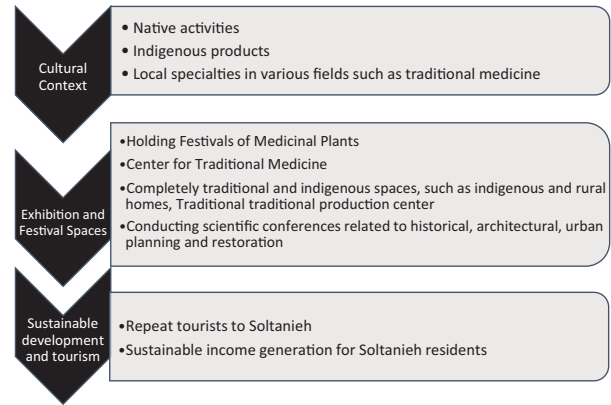 Cultural
Context
• Native activities
• Indigenous products
• Local specialties in various fields such as traditional medicine
Exhibition and
Festival Spaces
•Holding Festivals of Medicinal Plants
•Center for Traditional Medicine
•Completely traditional and indigenous spaces, such as indigenous and rural
homes, Traditional traditional production center
•Conducting scientific conferences related to historical, architectural, urban
planning and restoration
Sustainable
development
and tourism
•Repeat tourists to Soltanieh
•Sustainable income generation for Soltanieh residents